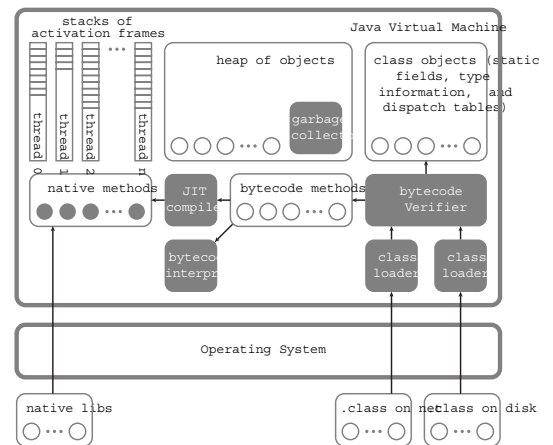 stacks of
activation frames
Java Virtual Machine
heap of objects
class objects (static
fields, type
information, and
dispatch tables)
garbage
collecto
thread 0
thread 1
thread 2
thread n
native methods
JIT
compile
bytecode methods
bytecode
Verifier
bytecod
interpr
class
loader
class
loader
Operating System
native libs
.class on net
.class on disk